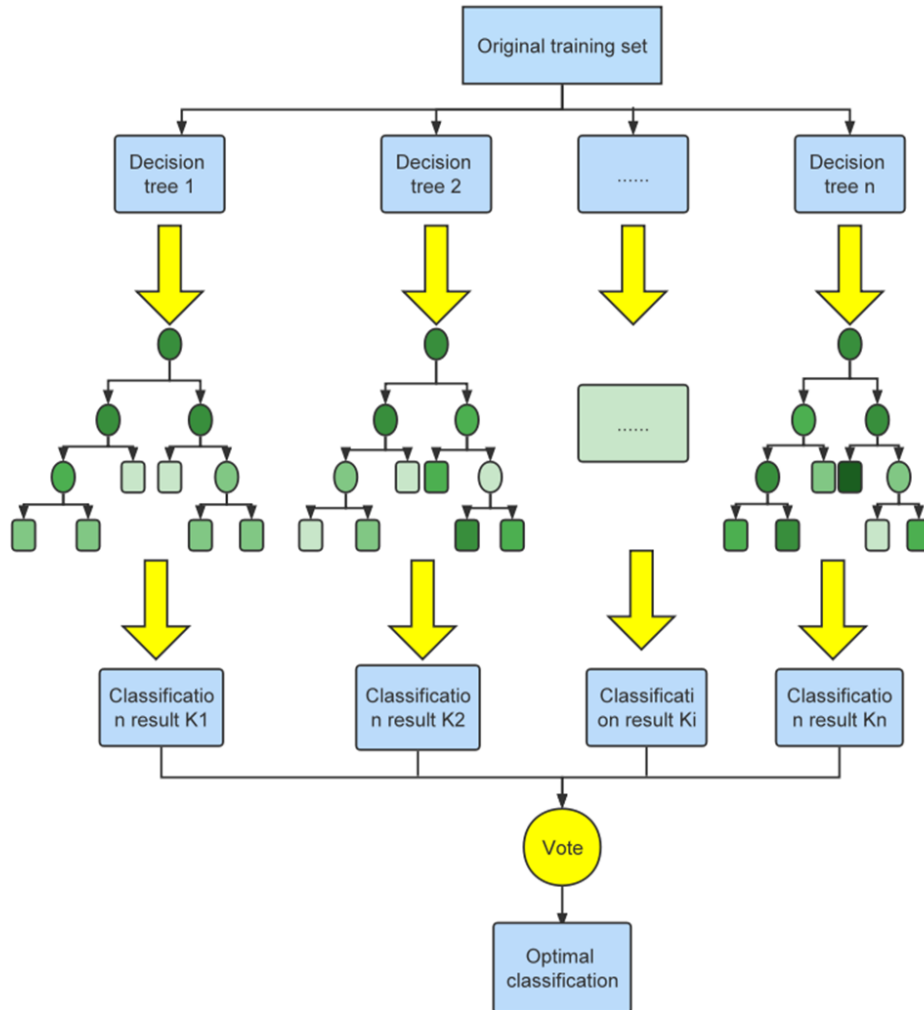 Original training set
Decision
tree 1
Decision
tree 2
......
Decision
tree n
......
Classificatio
n result K1
Classificatio
n result K2
Classificati
on result Ki
Classificatio
n result Kn
Vote
Optimal
classification